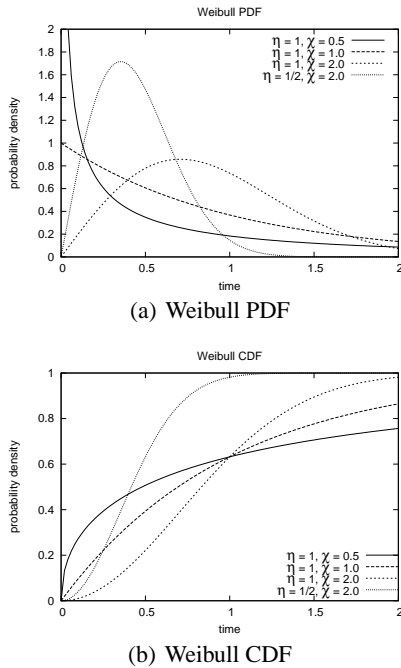 Weibull PDF
2
1.8
1.6
1.4
1.2
1
0.8
0.6
0.4
0.2
0
probability density
η = 1, χ = 0.5
η = 1, χ = 1.0
η = 1, χ = 2.0
η = 1/2, χ = 2.0
0 0.5 1 1.5 2
time
(a) Weibull PDF
Weibull CDF
1
0.8
0.6
0.4
0.2
0
probability density
η = 1, χ = 0.5
η = 1, χ = 1.0
η = 1, χ = 2.0
η = 1/2, χ = 2.0
0 0.5 1 1.5 2
time
(b) Weibull CDF